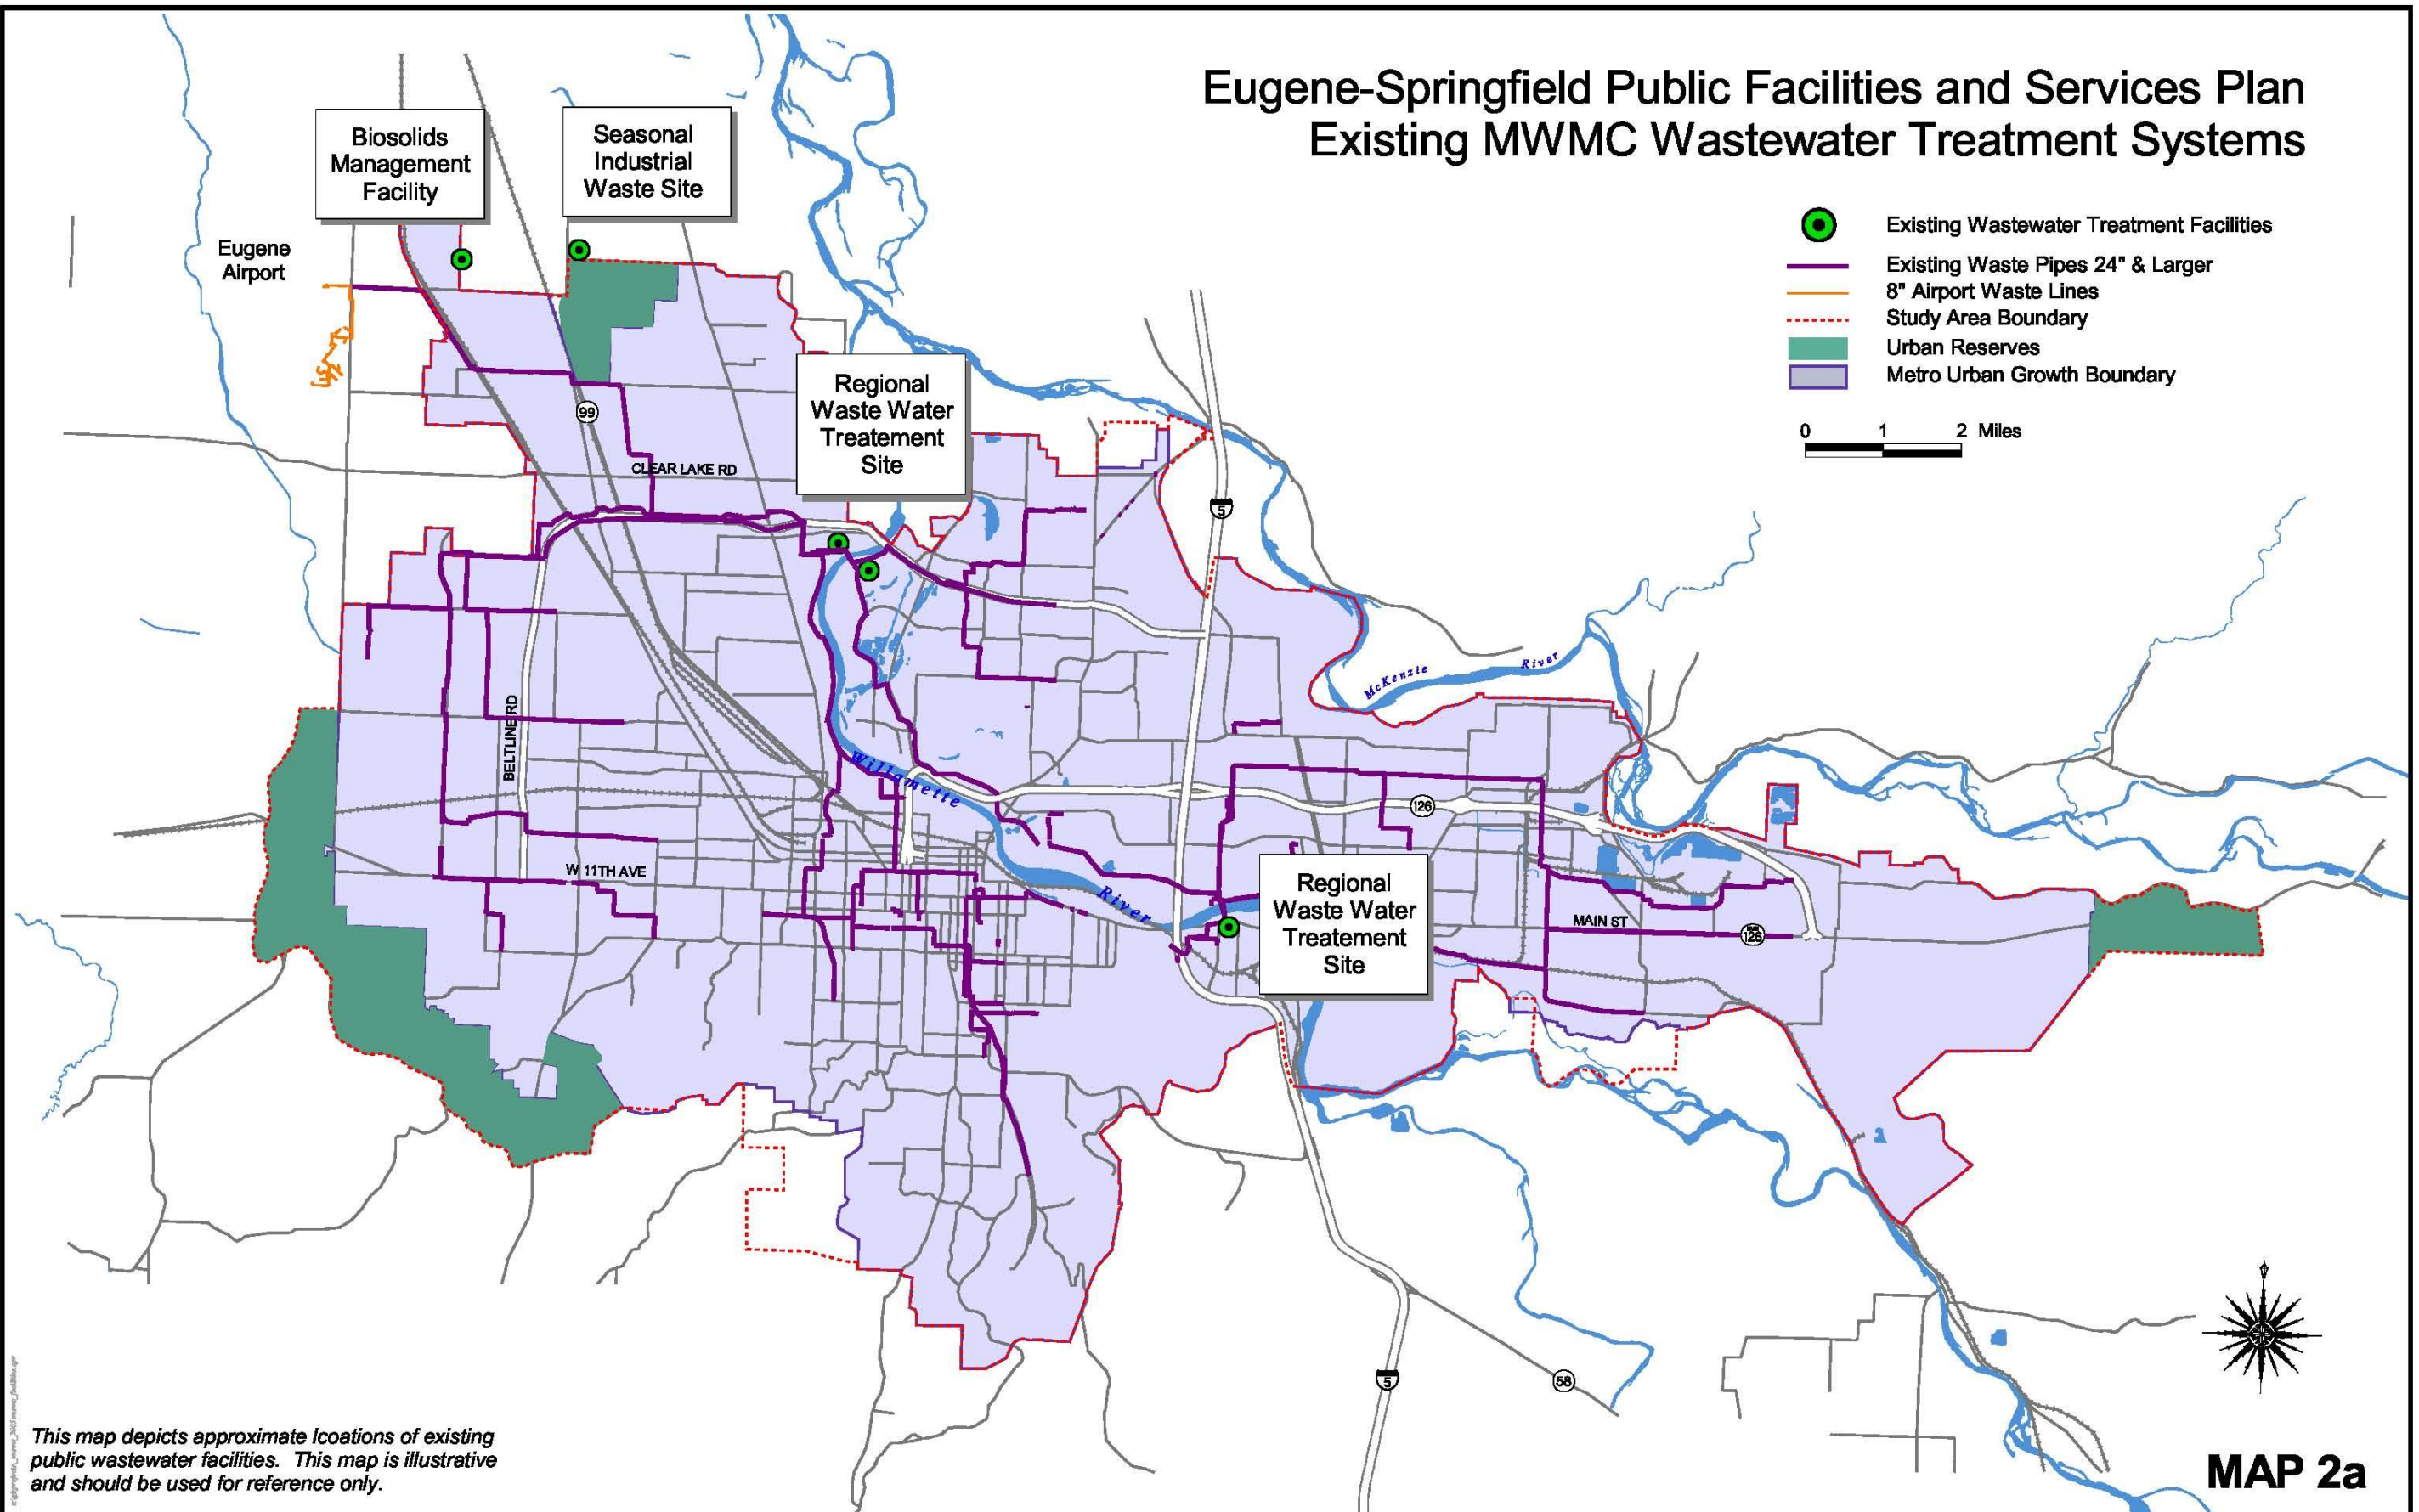 Eugene-Springfield Public Facilities and Services Plan
Existing MWMC Wastewater Treatment Systems
Existing Wastewater Treatment Facilities
Existing Waste Pipes 24" & Larger
8" Airport Waste Lines
Study Area Boundary
Urban Reserves
Metro Urban Growth Boundary
0 1 2 Miles
Biosolids
Management
Facility
Seasonal
Industrial
Waste Site
Eugene
Airport
Regional
Waste Water
Treatement
Site
99
CLEAR LAKE RD
5
McKenzie River
BELTLINE RD
Willamette
126
W 11TH AVE
River
Regional
Waste Water
Treatement
Site
MAIN ST
126
5
58
This map depicts approximate lcoations of existing
public wastewater facilities. This map is illustrative
and should be used for reference only.
MAP 2a